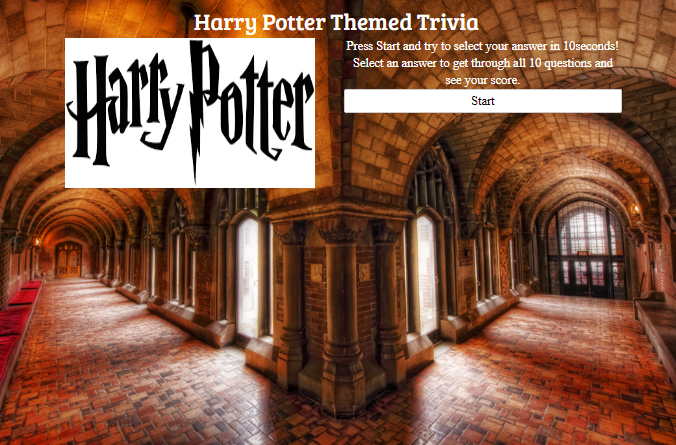 Harry Potter Themed Trivia
Harry Potter
Press Start and try to select your answer in 10seconds!
Select an answer to get through all 10 questions and
see your score.
Start